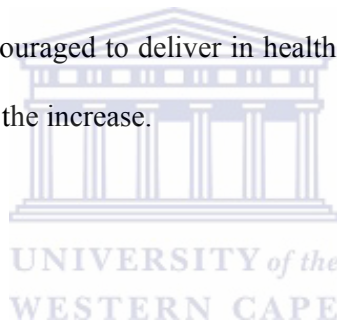 ouraged to deliver in health
the increase.
UNIVERSITY of the
WESTERN CAPE